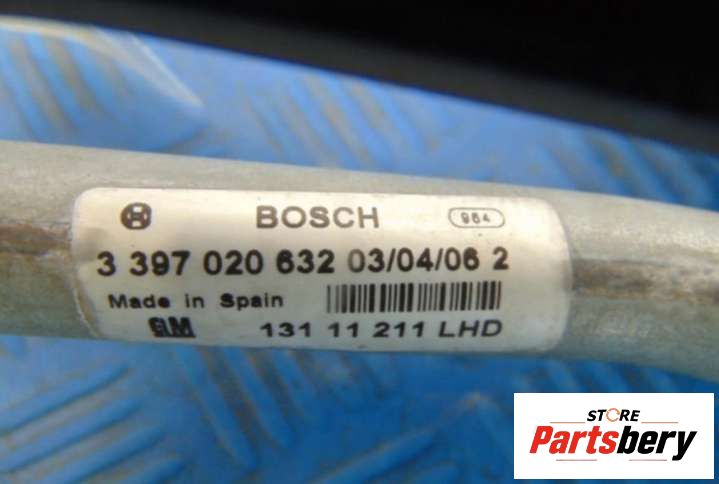 BOSCH 964
3 397 020 632 03/04/06 2
Made in Spain
GM 131 11 211 LHD
STORE
Partsbery